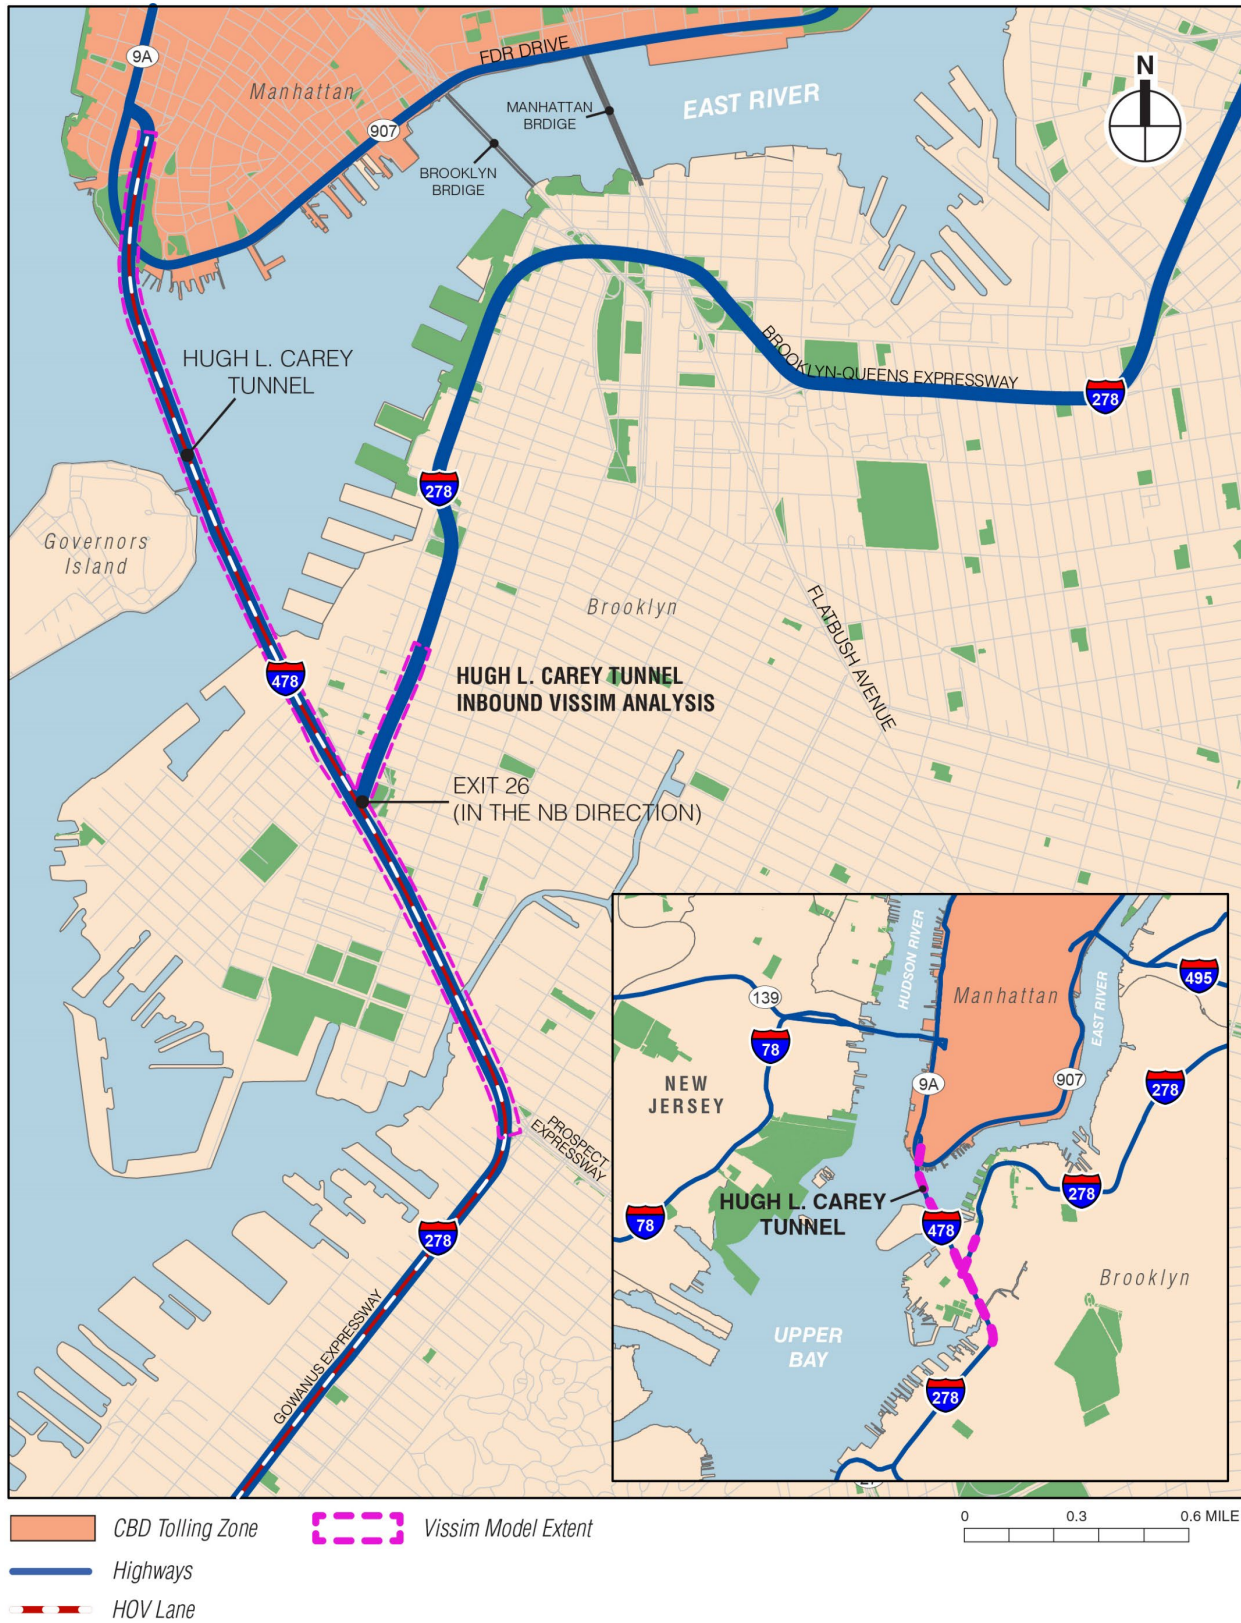 9A
FDR DRIVE
Manhattan
MANHATTAN
BRDIGE
EAST RIVER
N
907
BROOKLYN
BRDIGE
HUGH L. CAREY
TUNNEL
BROOKLYN-QUEENS EXPRESSWAY
278
278
Governors
Island
Brooklyn
FLATBUSH AVENUE
478
HUGH L. CAREY TUNNEL
INBOUND VISSIM ANALYSIS
EXIT 26
(IN THE NB DIRECTION)
PROSPECT
EXPRESSWAY
278
GOWANUS EXPRESSWAY
HUDSON RIVER
495
139
Manhattan
EAST RIVER
78
NEW
JERSEY
9A
907
278
HUGH L. CAREY
TUNNEL
278
78
478
Brooklyn
UPPER
BAY
278
CBD Tolling Zone
Vissim Model Extent
0 0.3 0.6 MILE
Highways
HOV Lane